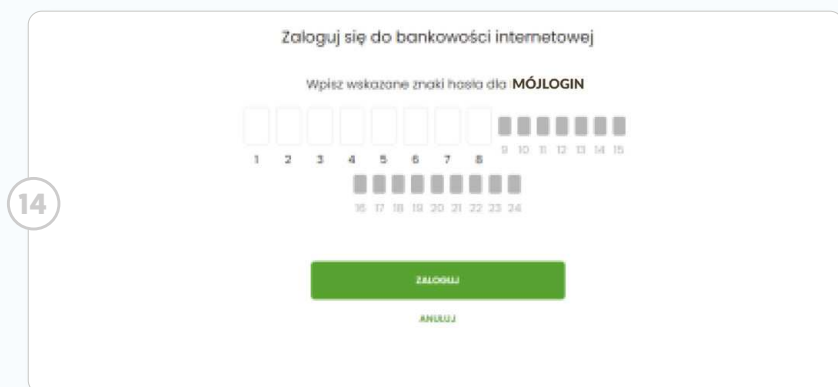 Zaloguj się do bankowości internetowej
Wpisz wskazane znaki hasła dla MÓJLOGIN
1 2 3 4 5 6 7 8 9 10 11 12 13 14 15
16 17 18 19 20 21 22 23 24
14
ZALOGUJ
ANULUJ